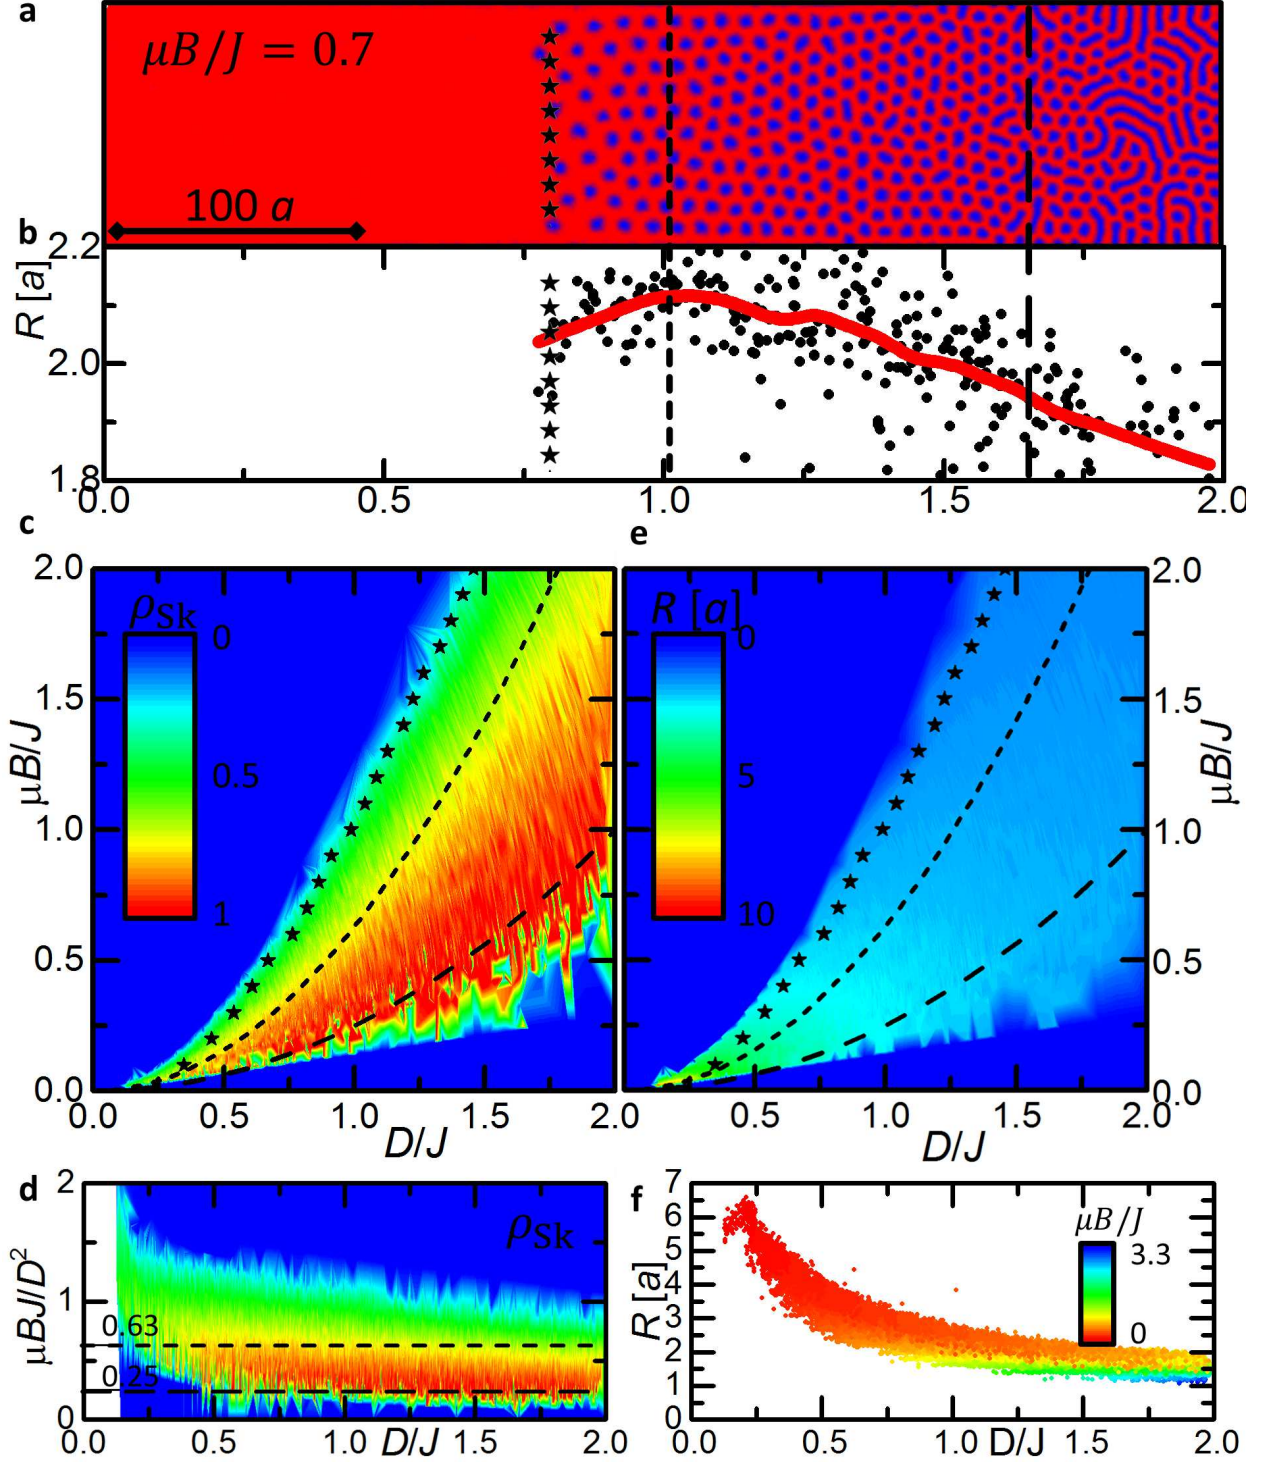 a
μB/J = 0.7
100 a
b
R [a]
2.2
2.0
1.8
0.0 0.5 1.0 1.5 2.0
c
e
2.0
1.5
1.0
0.5
0.0
μB/J
ρSk
0
0.5
1
0.0 0.5 1.0 1.5 2.0
D/J
R [a]
0
5
10
2.0
1.5
1.0
0.5
0.0
μB/J
0.5 1.0 1.5 2.0
D/J
d
2
1
0
μBJ/D²
ρSk
0.63
0.25
0.0 0.5 1.0 D/J 1.5 2.0
f
7
6
5
4
3
2
1
0
R [a]
μB/J
3.3
0
0.0 0.5 1.0 D/J 1.5 2.0